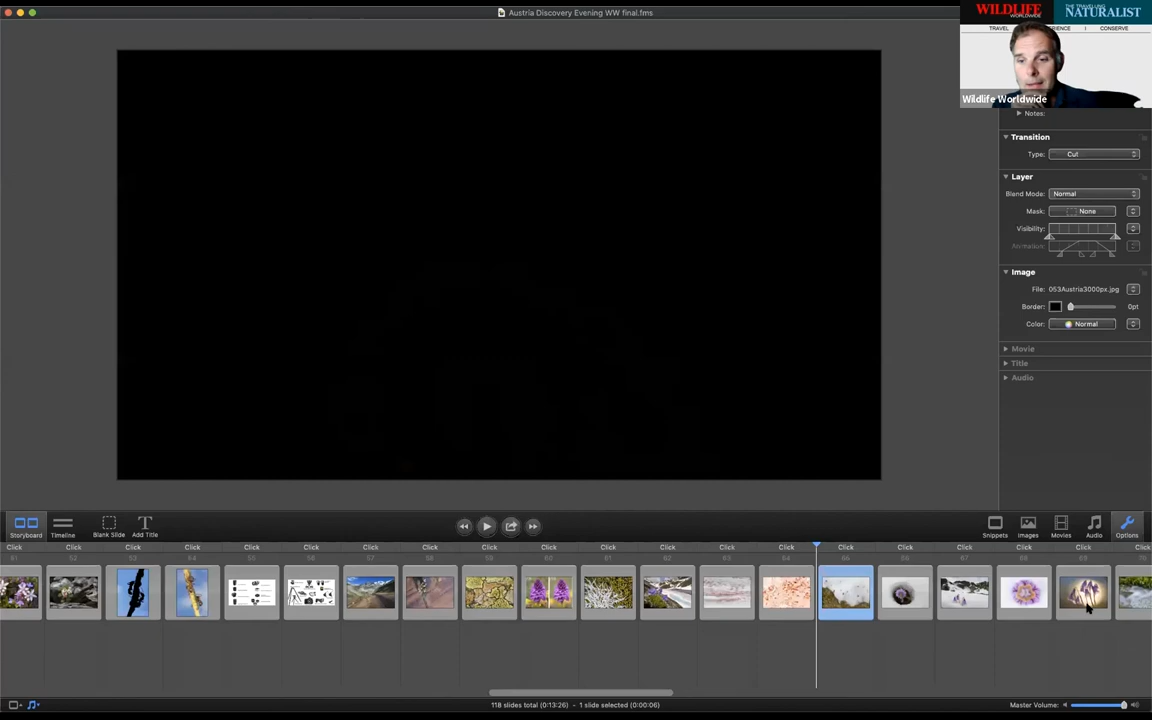 Austria Discovery Evening WW final.fms
WILDLIFE
WORLDWIDE
THE TRAVELLING
NATURALIST
TRAVEL
CONSERVE
Wildlife Worldwide
Notes:
Transition
Type: Cut
Layer
Blend Mode: Normal
Mask: None
Visibility:
Animation:
Image
File: 053Austria3000px.jpg
Border: 0pt
Color: Normal
Movie
Title
Audio
Storyboard Timeline Blank Slide Add Title Snippets Images Movies Audio Options
Click Click Click Click Click Click Click Click Click Click Click Click Click Click Click Click Click Click Click Click
118 slides total (0:13:26) - 1 slide selected (0:00:06)
Master Volume: